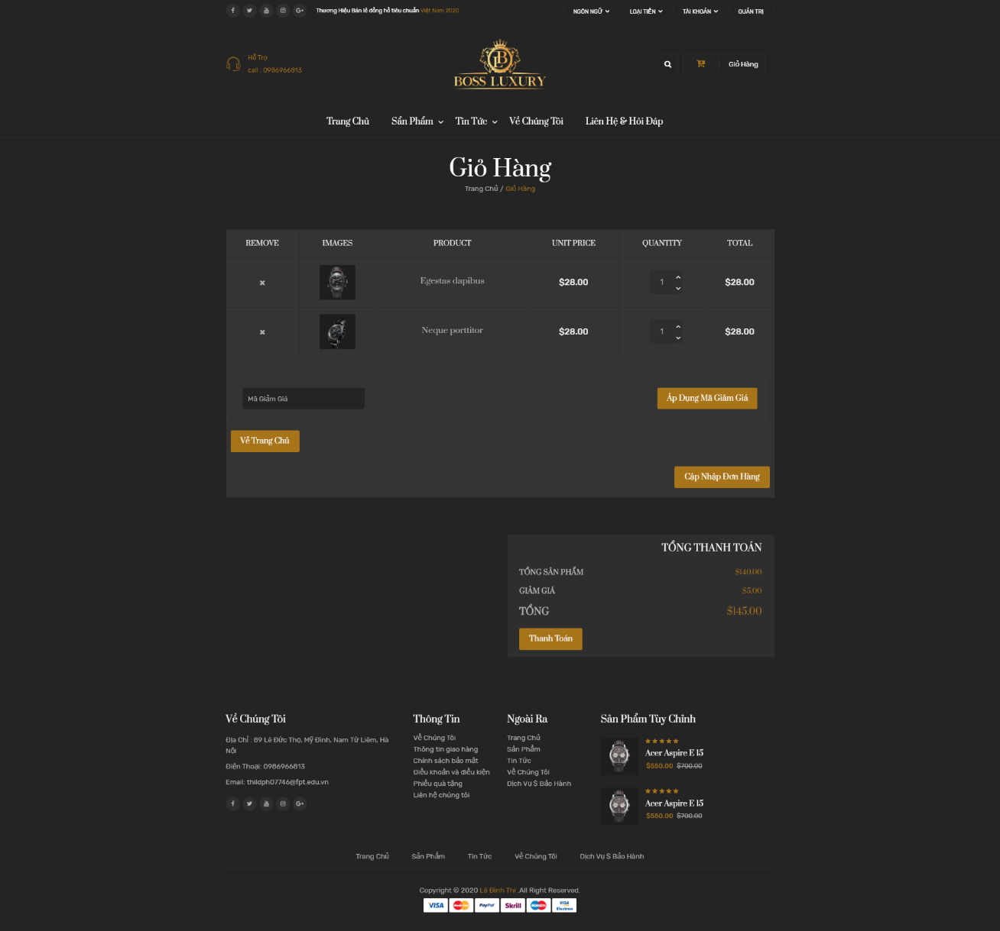 Thương Hiệu Bán lẻ đồng hồ tiêu chuẩn Việt Nam 2020
NGÔN NGỮ
LOẠI TIỀN
TÀI KHOẢN
QUẢN TRỊ
Hỗ Trợ
call : 0986966813
LB
BOSS LUXURY
Giỏ Hàng
Trang Chủ
Sẩn Phẩm
Tin Tức
Về Chúng Tôi
Liên Hệ & Hỏi Đáp
Giỏ Hàng
Trang Chủ / Giỏ Hàng
REMOVE IMAGES PRODUCT UNIT PRICE QUANTITY TOTAL
Egestas dapibus $28.00 1 $28.00
Neque porttitor $28.00 1 $28.00
Mã Giảm Giá
Áp Dụng Mã Giảm Giá
Về Trang Chủ
Cập Nhập Đơn Hàng
TỔNG THANH TOÁN
TỔNG SẢN PHẨM $140.00
GIẢM GIÁ $5.00
TỔNG $145.00
Thanh Toán
Về Chúng Tôi
Địa Chỉ : 89 Lê Đức Thọ, Mỹ Đình, Nam Từ Liêm, Hà
Nội
Điện Thoại: 0986966813
Email: thildph07746@fpt.edu.vn
Thông Tin
Về Chúng Tôi
Thông tin giao hàng
Chính sách bảo mật
Điều khoản và điều kiện
Phiếu quà tặng
Liên hệ chúng tôi
Ngoài Ra
Trang Chủ
Sản Phẩm
Tin Tức
Về Chúng Tôi
Dịch Vụ $ Bảo Hành
Sản Phẩm Tùy Chỉnh
Acer Aspire E 15
$550.00 $700.00
Acer Aspire E 15
$550.00 $700.00
Trang Chủ
Sản Phẩm
Tin Tức
Về Chúng Tôi
Dịch Vụ $ Bảo Hành
Copyright © 2020 Lê Đình Thi .All Right Reserved.
VISA
MasterCard
PayPal
Skrill
Maestro
VISA
Electron